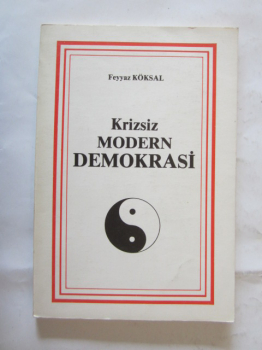 Feyyaz KÖKSAL
Krizsiz
MODERN
DEMOKRASİ